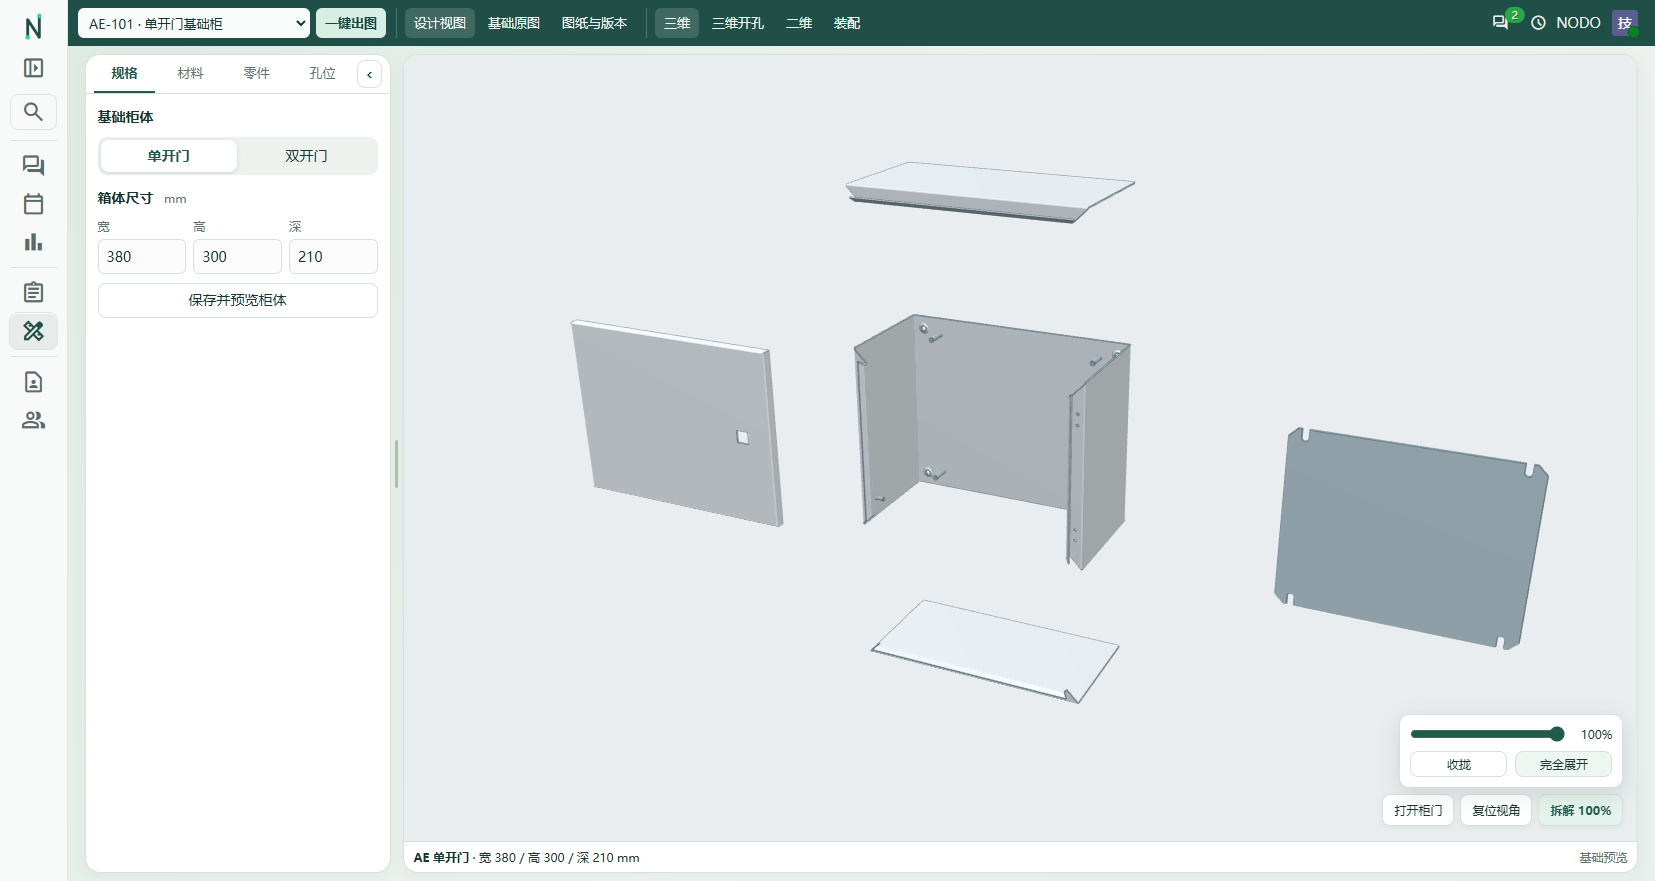 AE-101 · 单开门基础柜
一键出图
设计视图
基础原图
图纸与版本
三维
三维开孔
二维
装配
2
NODO
技
规格
材料
零件
孔位
基础柜体
单开门
双开门
箱体尺寸 mm
宽
高
深
380
300
210
保存并预览柜体
100%
收拢
完全展开
打开柜门
复位视角
拆解 100%
AE 单开门 · 宽 380 / 高 300 / 深 210 mm
基础预览